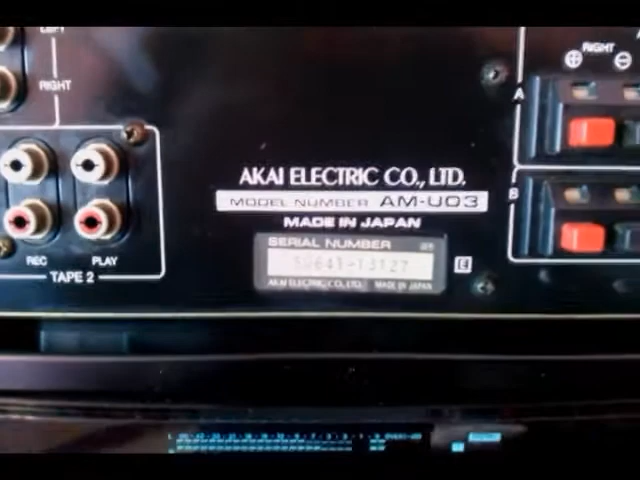 LEFT
RIGHT
RIGHT
A
B
AKAI ELECTRIC CO., LTD.
MODEL NUMBER AM-U03
MADE IN JAPAN
SERIAL NUMBER
AKAI ELECTRIC CO., LTD. MADE IN JAPAN
E
REC PLAY
TAPE 2